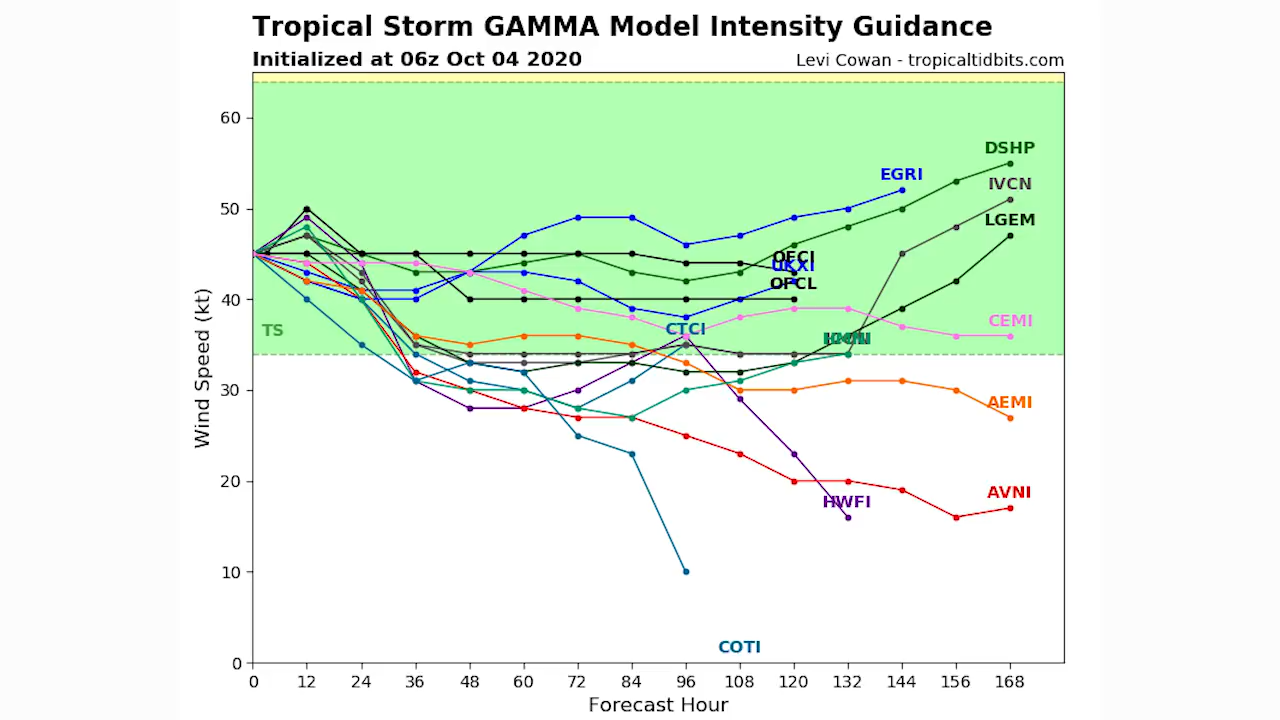 Tropical Storm GAMMA Model Intensity Guidance
Initialized at 06z Oct 04 2020
Levi Cowan - tropicaltidbits.com
60
50
40
30
20
10
0
Wind Speed (kt)
TS
DSHP
EGRI
IVCN
LGEM
OFCI
UKXI
OFCL
CEMI
CTCI
AEMI
AVNI
HWFI
COTI
0 12 24 36 48 60 72 84 96 108 120 132 144 156 168
Forecast Hour